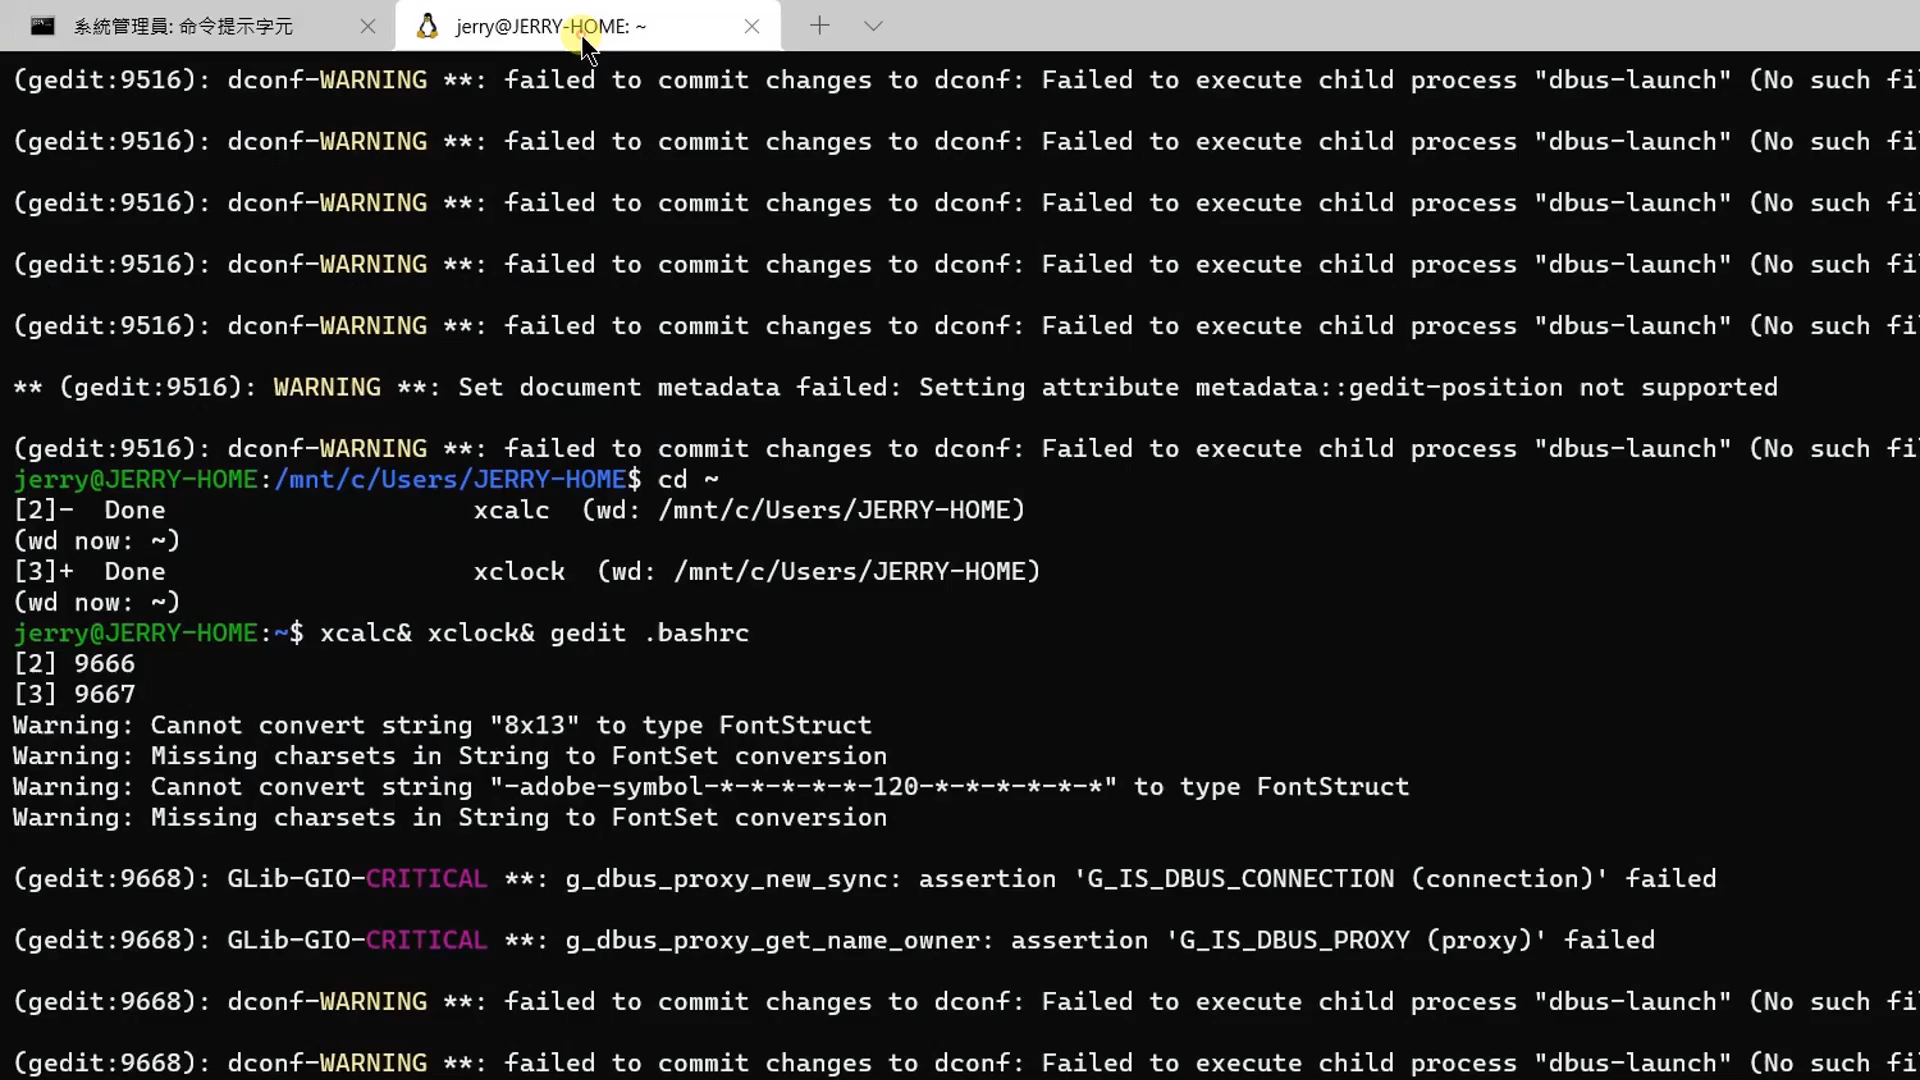 系統管理員: 命令提示字元
jerry@JERRY-HOME: ~
(gedit:9516): dconf-WARNING **: failed to commit changes to dconf: Failed to execute child process "dbus-launch" (No such fi
(gedit:9516): dconf-WARNING **: failed to commit changes to dconf: Failed to execute child process "dbus-launch" (No such fi
(gedit:9516): dconf-WARNING **: failed to commit changes to dconf: Failed to execute child process "dbus-launch" (No such fi
(gedit:9516): dconf-WARNING **: failed to commit changes to dconf: Failed to execute child process "dbus-launch" (No such fi
(gedit:9516): dconf-WARNING **: failed to commit changes to dconf: Failed to execute child process "dbus-launch" (No such fi
** (gedit:9516): WARNING **: Set document metadata failed: Setting attribute metadata::gedit-position not supported
(gedit:9516): dconf-WARNING **: failed to commit changes to dconf: Failed to execute child process "dbus-launch" (No such fi
jerry@JERRY-HOME:/mnt/c/Users/JERRY-HOME$ cd ~
[2]-  Done                    xcalc  (wd: /mnt/c/Users/JERRY-HOME)
(wd now: ~)
[3]+  Done                    xclock  (wd: /mnt/c/Users/JERRY-HOME)
(wd now: ~)
jerry@JERRY-HOME:~$ xcalc& xclock& gedit .bashrc
[2] 9666
[3] 9667
Warning: Cannot convert string "8x13" to type FontStruct
Warning: Missing charsets in String to FontSet conversion
Warning: Cannot convert string "-adobe-symbol-*-*-*-*-*-120-*-*-*-*-*-*" to type FontStruct
Warning: Missing charsets in String to FontSet conversion
(gedit:9668): GLib-GIO-CRITICAL **: g_dbus_proxy_new_sync: assertion 'G_IS_DBUS_CONNECTION (connection)' failed
(gedit:9668): GLib-GIO-CRITICAL **: g_dbus_proxy_get_name_owner: assertion 'G_IS_DBUS_PROXY (proxy)' failed
(gedit:9668): dconf-WARNING **: failed to commit changes to dconf: Failed to execute child process "dbus-launch" (No such fi
(gedit:9668): dconf-WARNING **: failed to commit changes to dconf: Failed to execute child process "dbus-launch" (No such fi